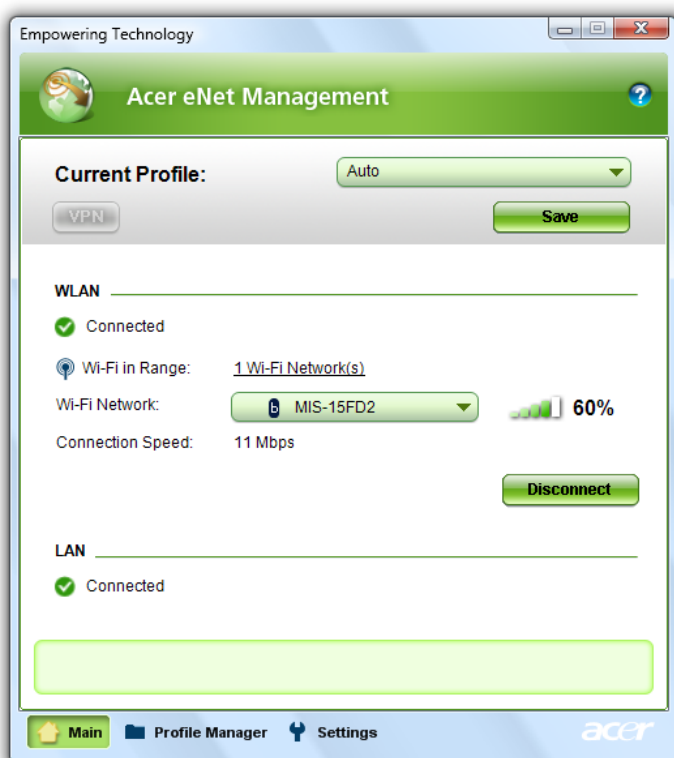 Empowering Technology
Acer eNet Management
?
Current Profile: Auto
VPN Save
WLAN
Connected
Wi-Fi in Range: 1 Wi-Fi Network(s)
Wi-Fi Network: b MIS-15FD2 60%
Connection Speed: 11 Mbps
Disconnect
LAN
Connected
Main Profile Manager Settings acer